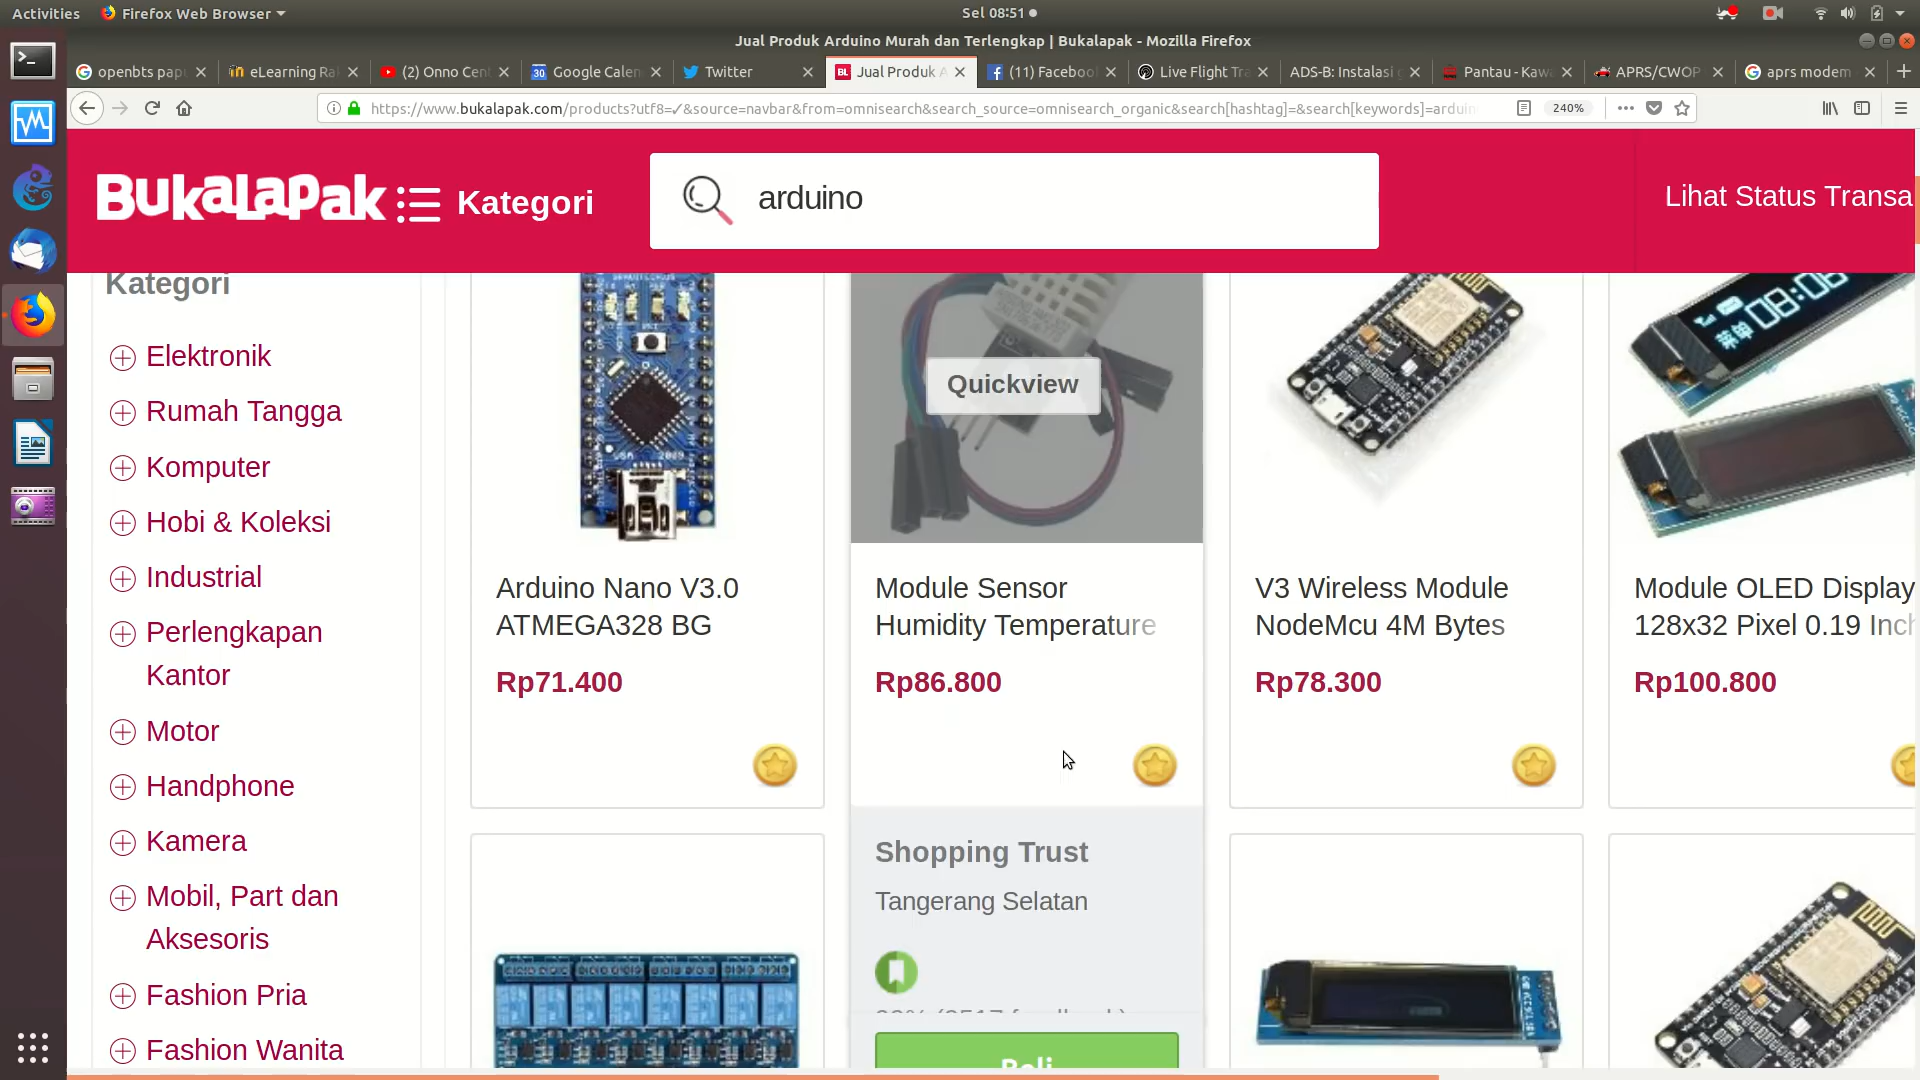 Activities
Firefox Web Browser
Sel 08:51
Jual Produk Arduino Murah dan Terlengkap | Bukalapak - Mozilla Firefox
openbts pap
eLearning Ra
(2) Onno Cen
Google Calen
Twitter
Jual Produk A
(11) Faceboo
Live Flight Tra
ADS-B: Instalasi
Pantau - Kaw
APRS/CWOP
aprs modem
https://www.bukalapak.com/products?utf8=✓&source=navbar&from=omnisearch&search_source=omnisearch_organic&search[hashtag]=&search[keywords]=arduin
240%
BukaLapak
Kategori
arduino
Lihat Status Transa
Kategori
Elektronik
Rumah Tangga
Komputer
Hobi & Koleksi
Industrial
Perlengkapan
Kantor
Motor
Handphone
Kamera
Mobil, Part dan
Aksesoris
Fashion Pria
Fashion Wanita
Arduino Nano V3.0
ATMEGA328 BG
Rp71.400
Quickview
Module Sensor
Humidity Temperature
Rp86.800
Shopping Trust
Tangerang Selatan
Beli
V3 Wireless Module
NodeMcu 4M Bytes
Rp78.300
08:08
Module OLED Display
128x32 Pixel 0.19 Inch
Rp100.800